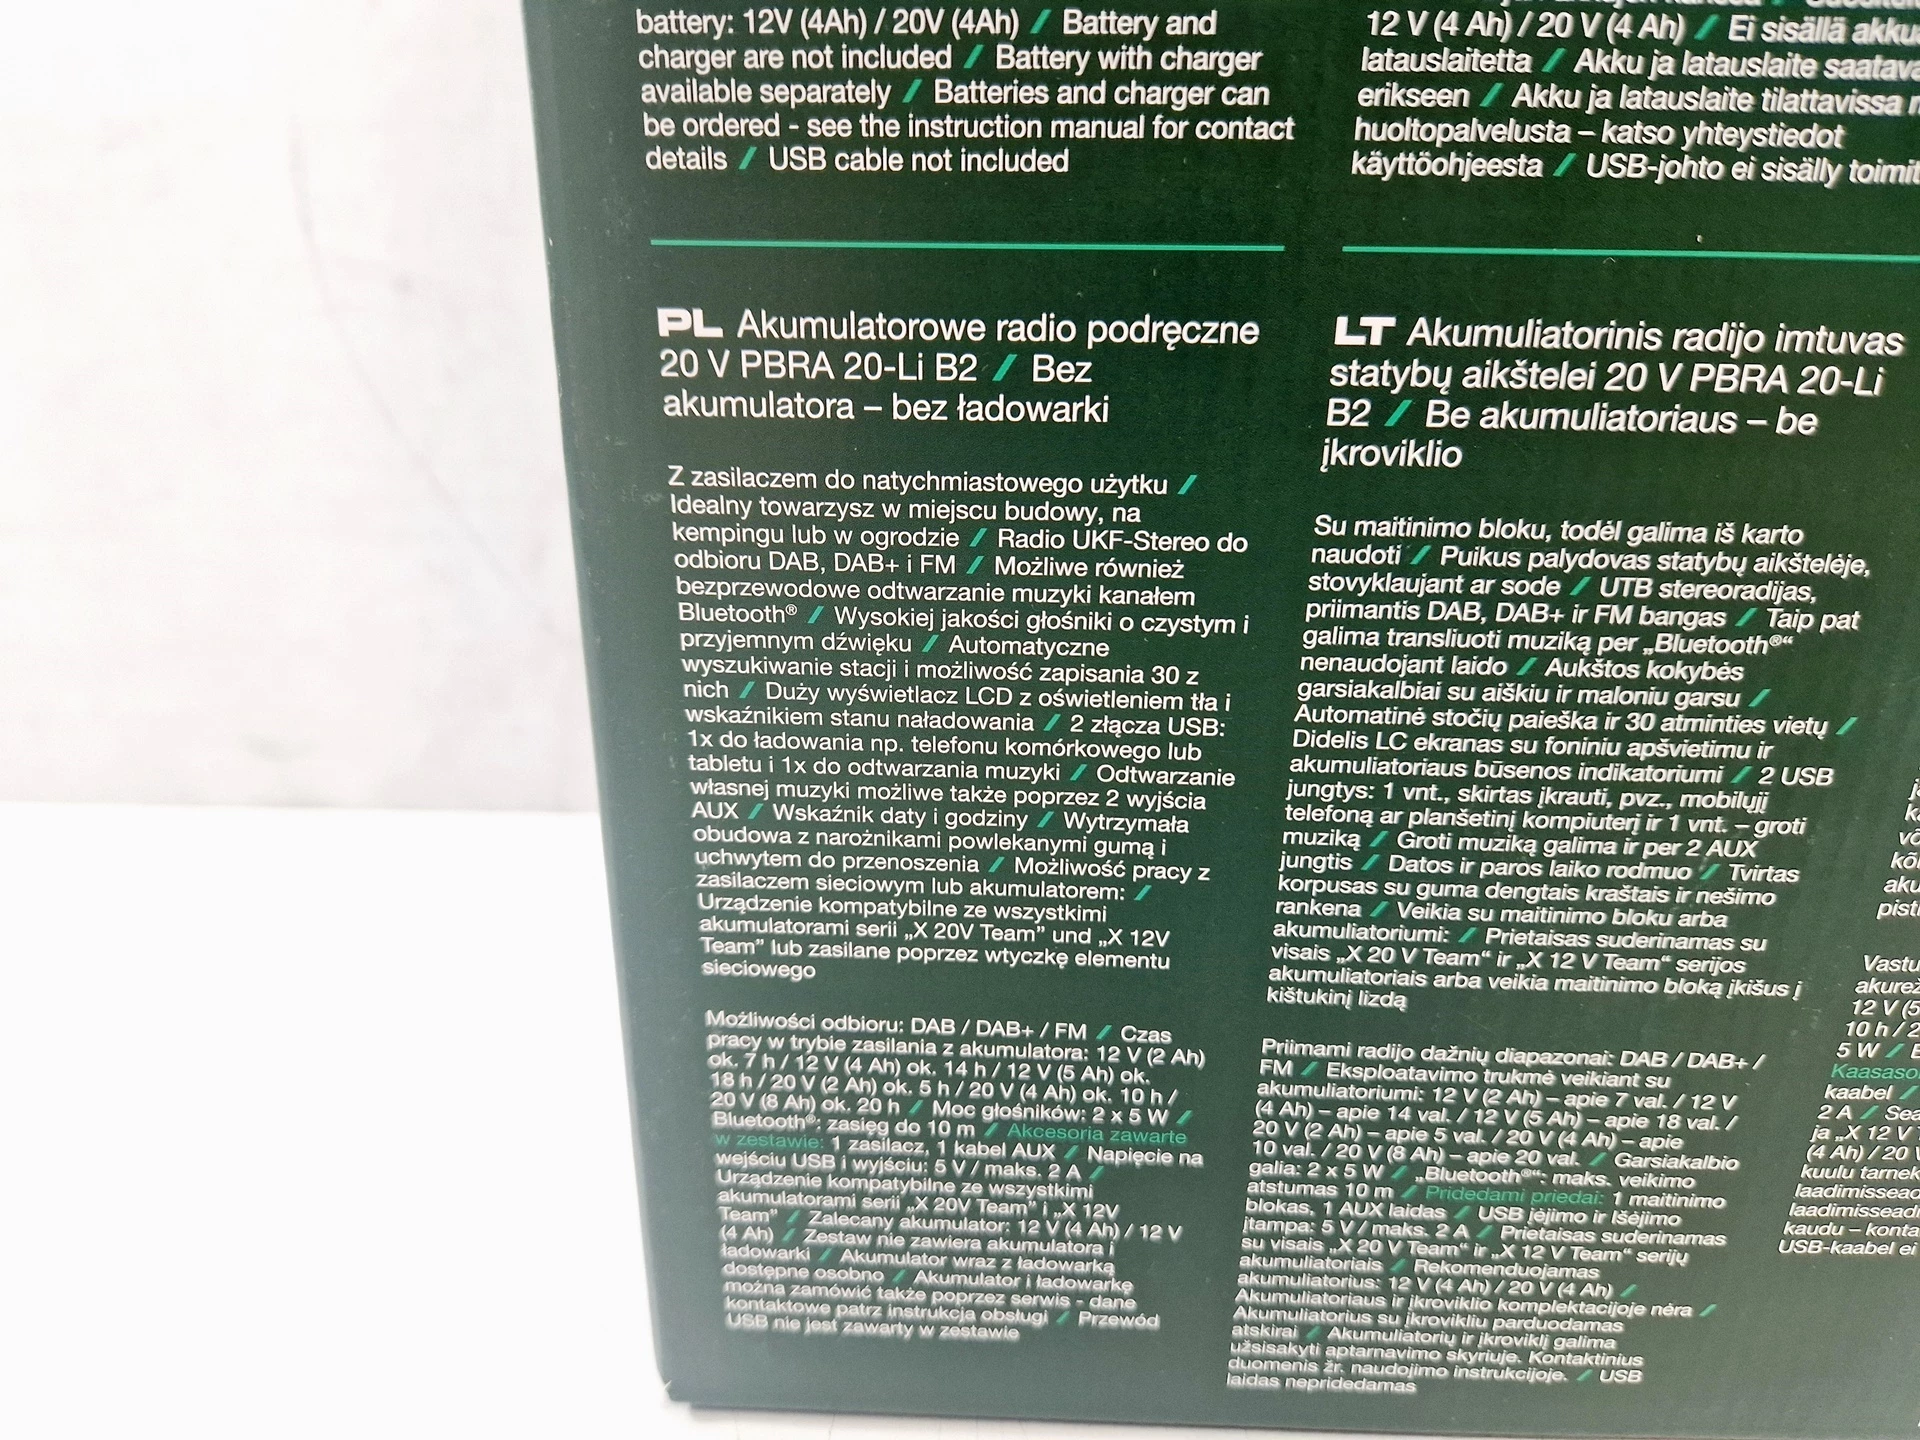 battery: 12V (4Ah) / 20V (4Ah) / Battery and
charger are not included / Battery with charger
available separately / Batteries and charger can
be ordered - see the instruction manual for contact
details / USB cable not included
12 V (4 Ah) / 20 V (4 Ah) / Ei sisällä
latauslaitetta / Akku ja latauslaite
erikseen / Akku ja latauslaite tilattavissa
huoltopalvelusta – katso yhteystiedot
käyttöohjeesta / USB-johto ei sisälly
PL Akumulatorowe radio podręczne
20 V PBRA 20-Li B2 / Bez
akumulatora – bez ładowarki
Z zasilaczem do natychmiastowego użytku /
Idealny towarzysz w miejscu budowy, na
kempingu lub w ogrodzie / Radio UKF-Stereo do
odbioru DAB, DAB+ i FM / Możliwe również
bezprzewodowe odtwarzanie muzyki kanałem
Bluetooth® / Wysokiej jakości głośniki o czystym i
przyjemnym dźwięku / Automatyczne
wyszukiwanie stacji i możliwość zapisania 30 z
nich / Duży wyświetlacz LCD z oświetleniem tła i
wskaźnikiem stanu naładowania / 2 złącza USB:
1x do ładowania np. telefonu komórkowego lub
tabletu i 1x do odtwarzania muzyki / Odtwarzanie
własnej muzyki możliwe także poprzez 2 wyjścia
AUX / Wskaźnik daty i godziny / Wytrzymała
obudowa z narożnikami powlekanymi gumą i
uchwytem do przenoszenia / Możliwość pracy z
zasilaczem sieciowym lub akumulatorem: /
Urządzenie kompatybilne ze wszystkimi
akumulatorami serii „X 20V Team” und „X 12V
Team” lub zasilane poprzez wtyczkę elementu
sieciowego
Możliwości odbioru: DAB / DAB+ / FM / Czas
pracy w trybie zasilania z akumulatora: 12 V (2 Ah)
ok. 7 h / 12 V (4 Ah) ok. 14 h / 12 V (5 Ah) ok.
18 h / 20 V (2 Ah) ok. 5 h / 20 V (4 Ah) ok. 10 h /
20 V (8 Ah) ok. 20 h / Moc głośników: 2 x 5 W /
Bluetooth®: zasięg do 10 m / Akcesoria zawarte
w zestawie: 1 zasilacz, 1 kabel AUX / Napięcie na
wejściu USB i wyjściu: 5 V / maks. 2 A /
Urządzenie kompatybilne ze wszystkimi
akumulatorami serii „X 20V Team” i „X 12V
Team” / Zalecany akumulator: 12 V (4 Ah) / 12 V
(4 Ah) / Zestaw nie zawiera akumulatora i
ładowarki / Akumulator wraz z ładowarką
dostępne osobno / Akumulator i ładowarkę
można zamówić także poprzez serwis - dane
kontaktowe patrz instrukcja obsługi / Przewód
USB nie jest zawarty w zestawie
LT Akumuliatorinis radijo imtuvas
statybų aikštelei 20 V PBRA 20-Li
B2 / Be akumuliatoriaus – be
įkroviklio
Su maitinimo bloku, todėl galima iš karto
naudoti / Puikus palydovas statybų aikštelėje,
stovyklaujant ar sode / UTB stereoradijas,
priimantis DAB, DAB+ ir FM bangas / Taip pat
galima transliuoti muziką per „Bluetooth®“
nenaudojant laido / Aukštos kokybės
garsiakalbiai su aiškiu ir maloniu garsu /
Automatinė stočių paieška ir 30 atminties vietų /
Didelis LC ekranas su foniniu apšvietimu ir
akumuliatoriaus būsenos indikatoriumi / 2 USB
jungtys: 1 vnt., skirtas įkrauti, pvz., mobilųjį
telefoną ar planšetinį kompiuterį ir 1 vnt. – groti
muziką / Groti muziką galima ir per 2 AUX
jungtis / Datos ir paros laiko rodmuo / Tvirtas
korpusas su guma dengtais kraštais ir nešimo
rankena / Veikia su maitinimo bloku arba
akumuliatoriumi: / Prietaisas suderinamas su
visais „X 20 V Team“ ir „X 12 V Team“ serijos
akumuliatoriais arba veikia maitinimo bloką įkišus į
kištukinį lizdą
Priimami radijo dažnių diapazonai: DAB / DAB+ /
FM / Eksploatavimo trukmė veikiant su
akumuliatoriumi: 12 V (2 Ah) – apie 7 val. / 12 V
(4 Ah) – apie 14 val. / 12 V (5 Ah) – apie 18 val. /
20 V (2 Ah) – apie 5 val. / 20 V (4 Ah) – apie
10 val. / 20 V (8 Ah) – apie 20 val. / Garsiakalbio
galia: 2 x 5 W / „Bluetooth®“: maks. veikimo
atstumas 10 m / Pridedami priedai: 1 maitinimo
blokas, 1 AUX laidas / USB įėjimo ir išėjimo
įtampa: 5 V / maks. 2 A / Prietaisas suderinamas
su visais „X 20 V Team“ ir „X 12 V Team“ serijų
akumuliatoriais / Rekomenduojamas
akumuliatorius: 12 V (4 Ah) / 20 V (4 Ah) /
Akumuliatoriaus ir įkroviklio komplektacijoje nėra /
Akumuliatorius su įkrovikliu parduodamas
atskirai / Akumuliatorių ir įkroviklį galima
užsisakyti aptarnavimo skyriuje. Kontaktinius
duomenis žr. naudojimo instrukcijoje. / USB
laidas nepridedamas
12 V (5
10 h / 2
5 W /
kaabel /
2 A /
ja „X 12 V
(4 Ah) / 20
kuulu
kaudu –
USB-kaabel ei